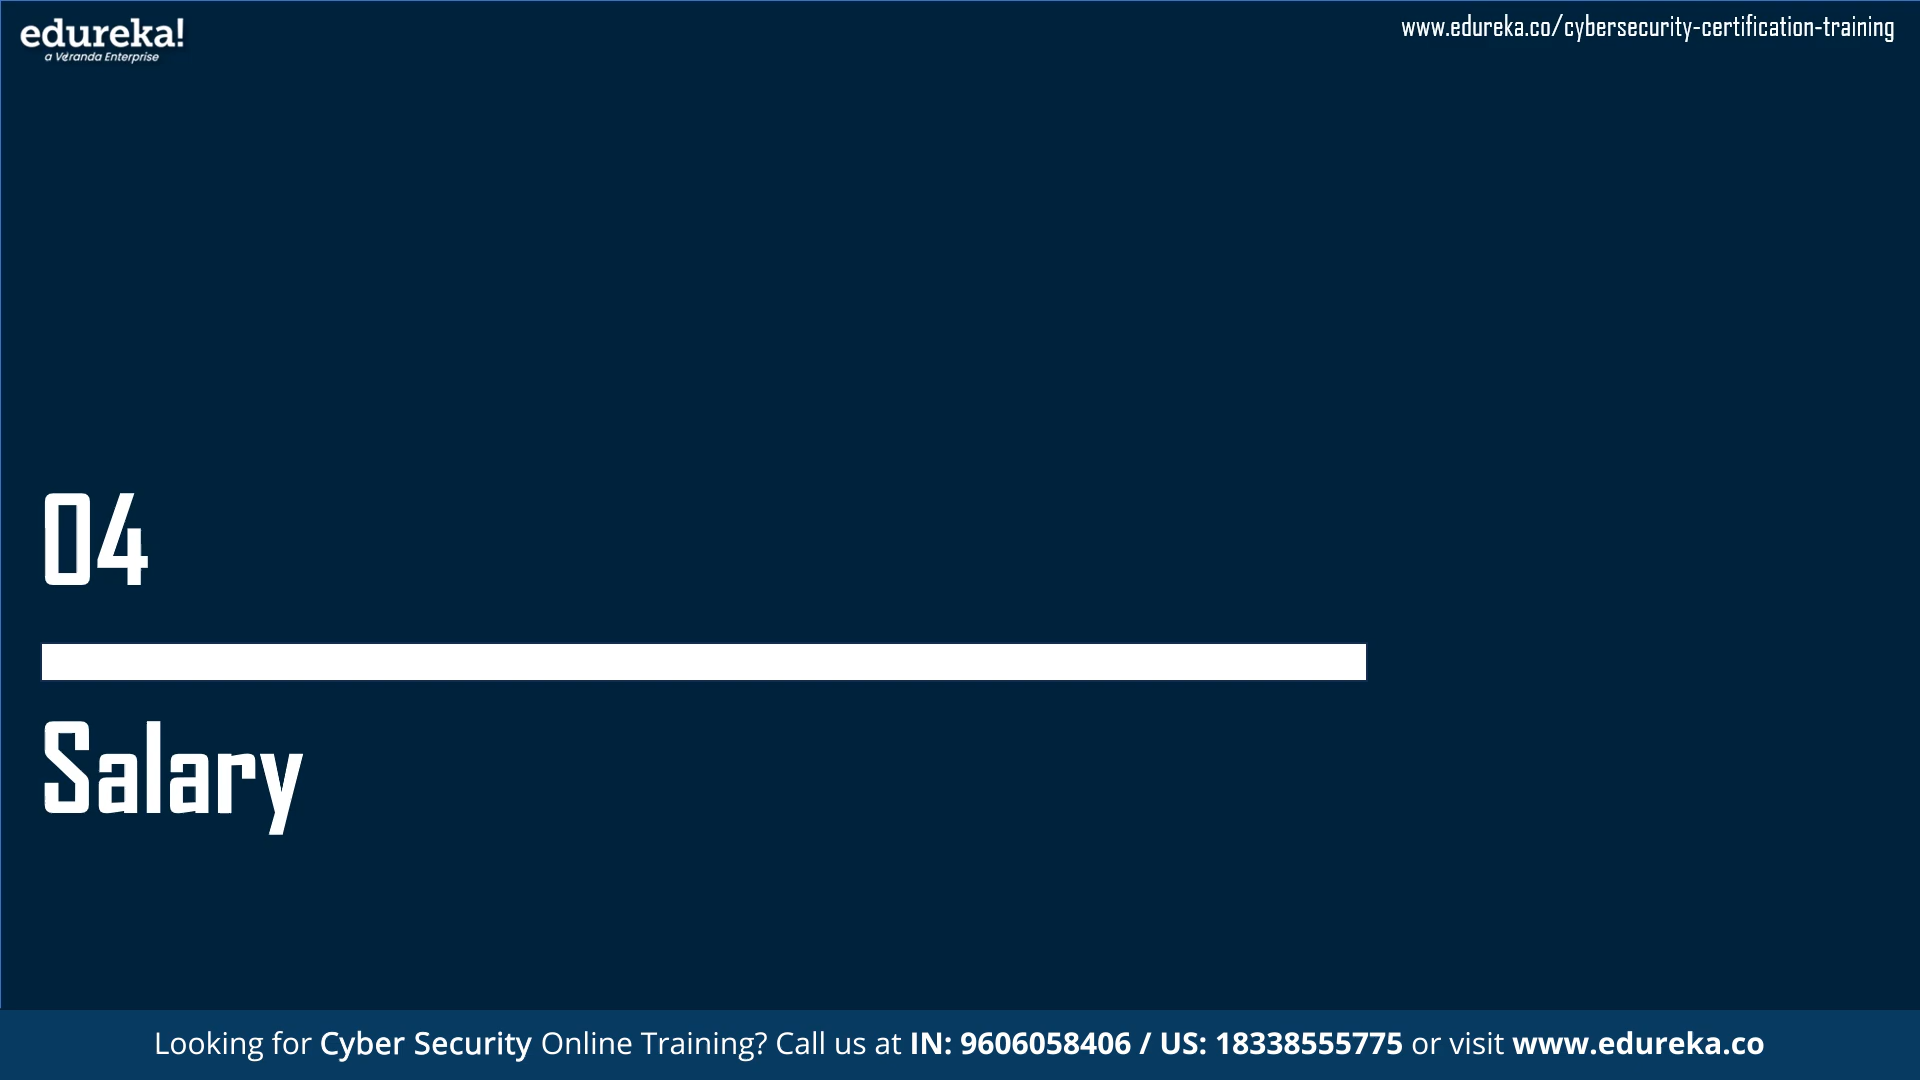 edureka!
a Veranda Enterprise
www.edureka.co/cybersecurity-certification-training
04
Salary
Looking for Cyber Security Online Training? Call us at IN: 9606058406 / US: 18338555775 or visit www.edureka.co